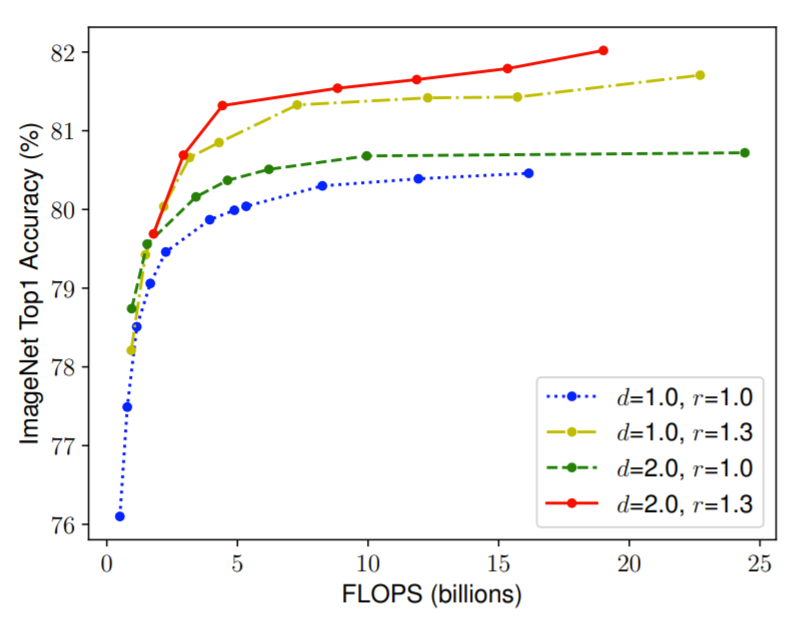 82
81
80
79
78
77
76
ImageNet Top1 Accuracy (%)
d=1.0, r=1.0
d=1.0, r=1.3
d=2.0, r=1.0
d=2.0, r=1.3
0 5 10 15 20 25
FLOPS (billions)